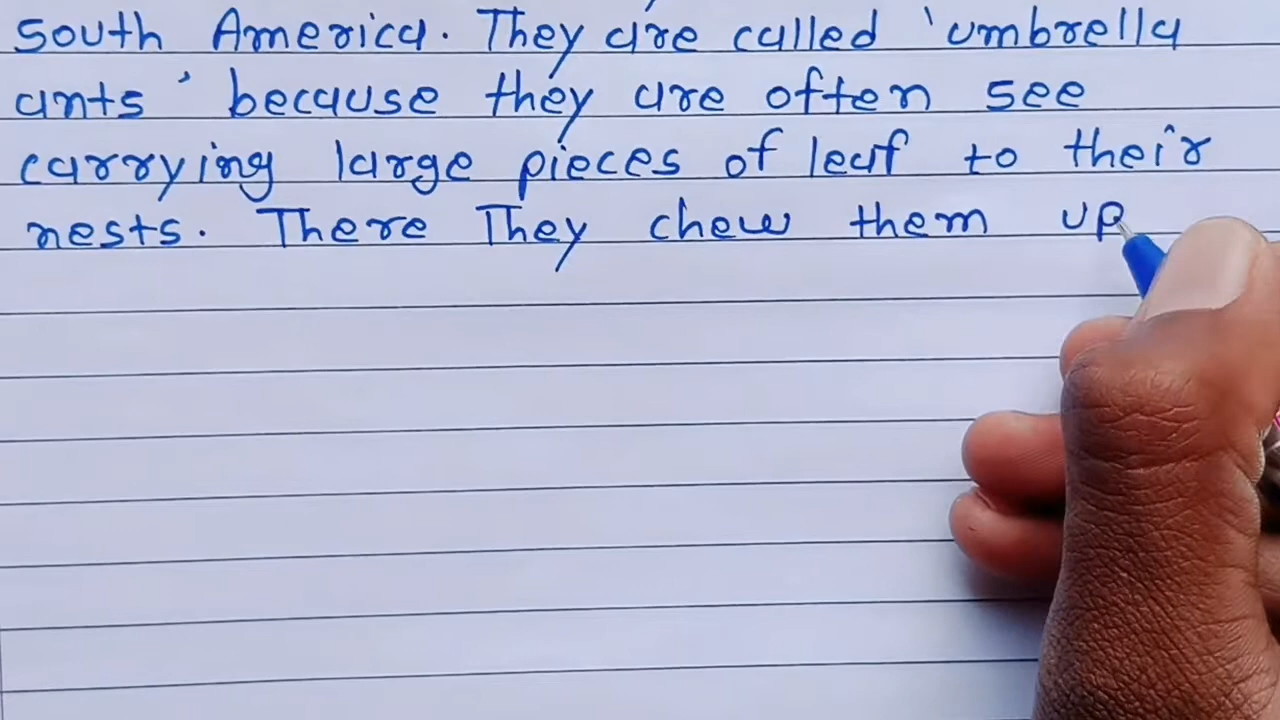 South America. They are called 'umbrella
ants' because they are often see
carrying large pieces of leaf to their
nests. There They chew them up